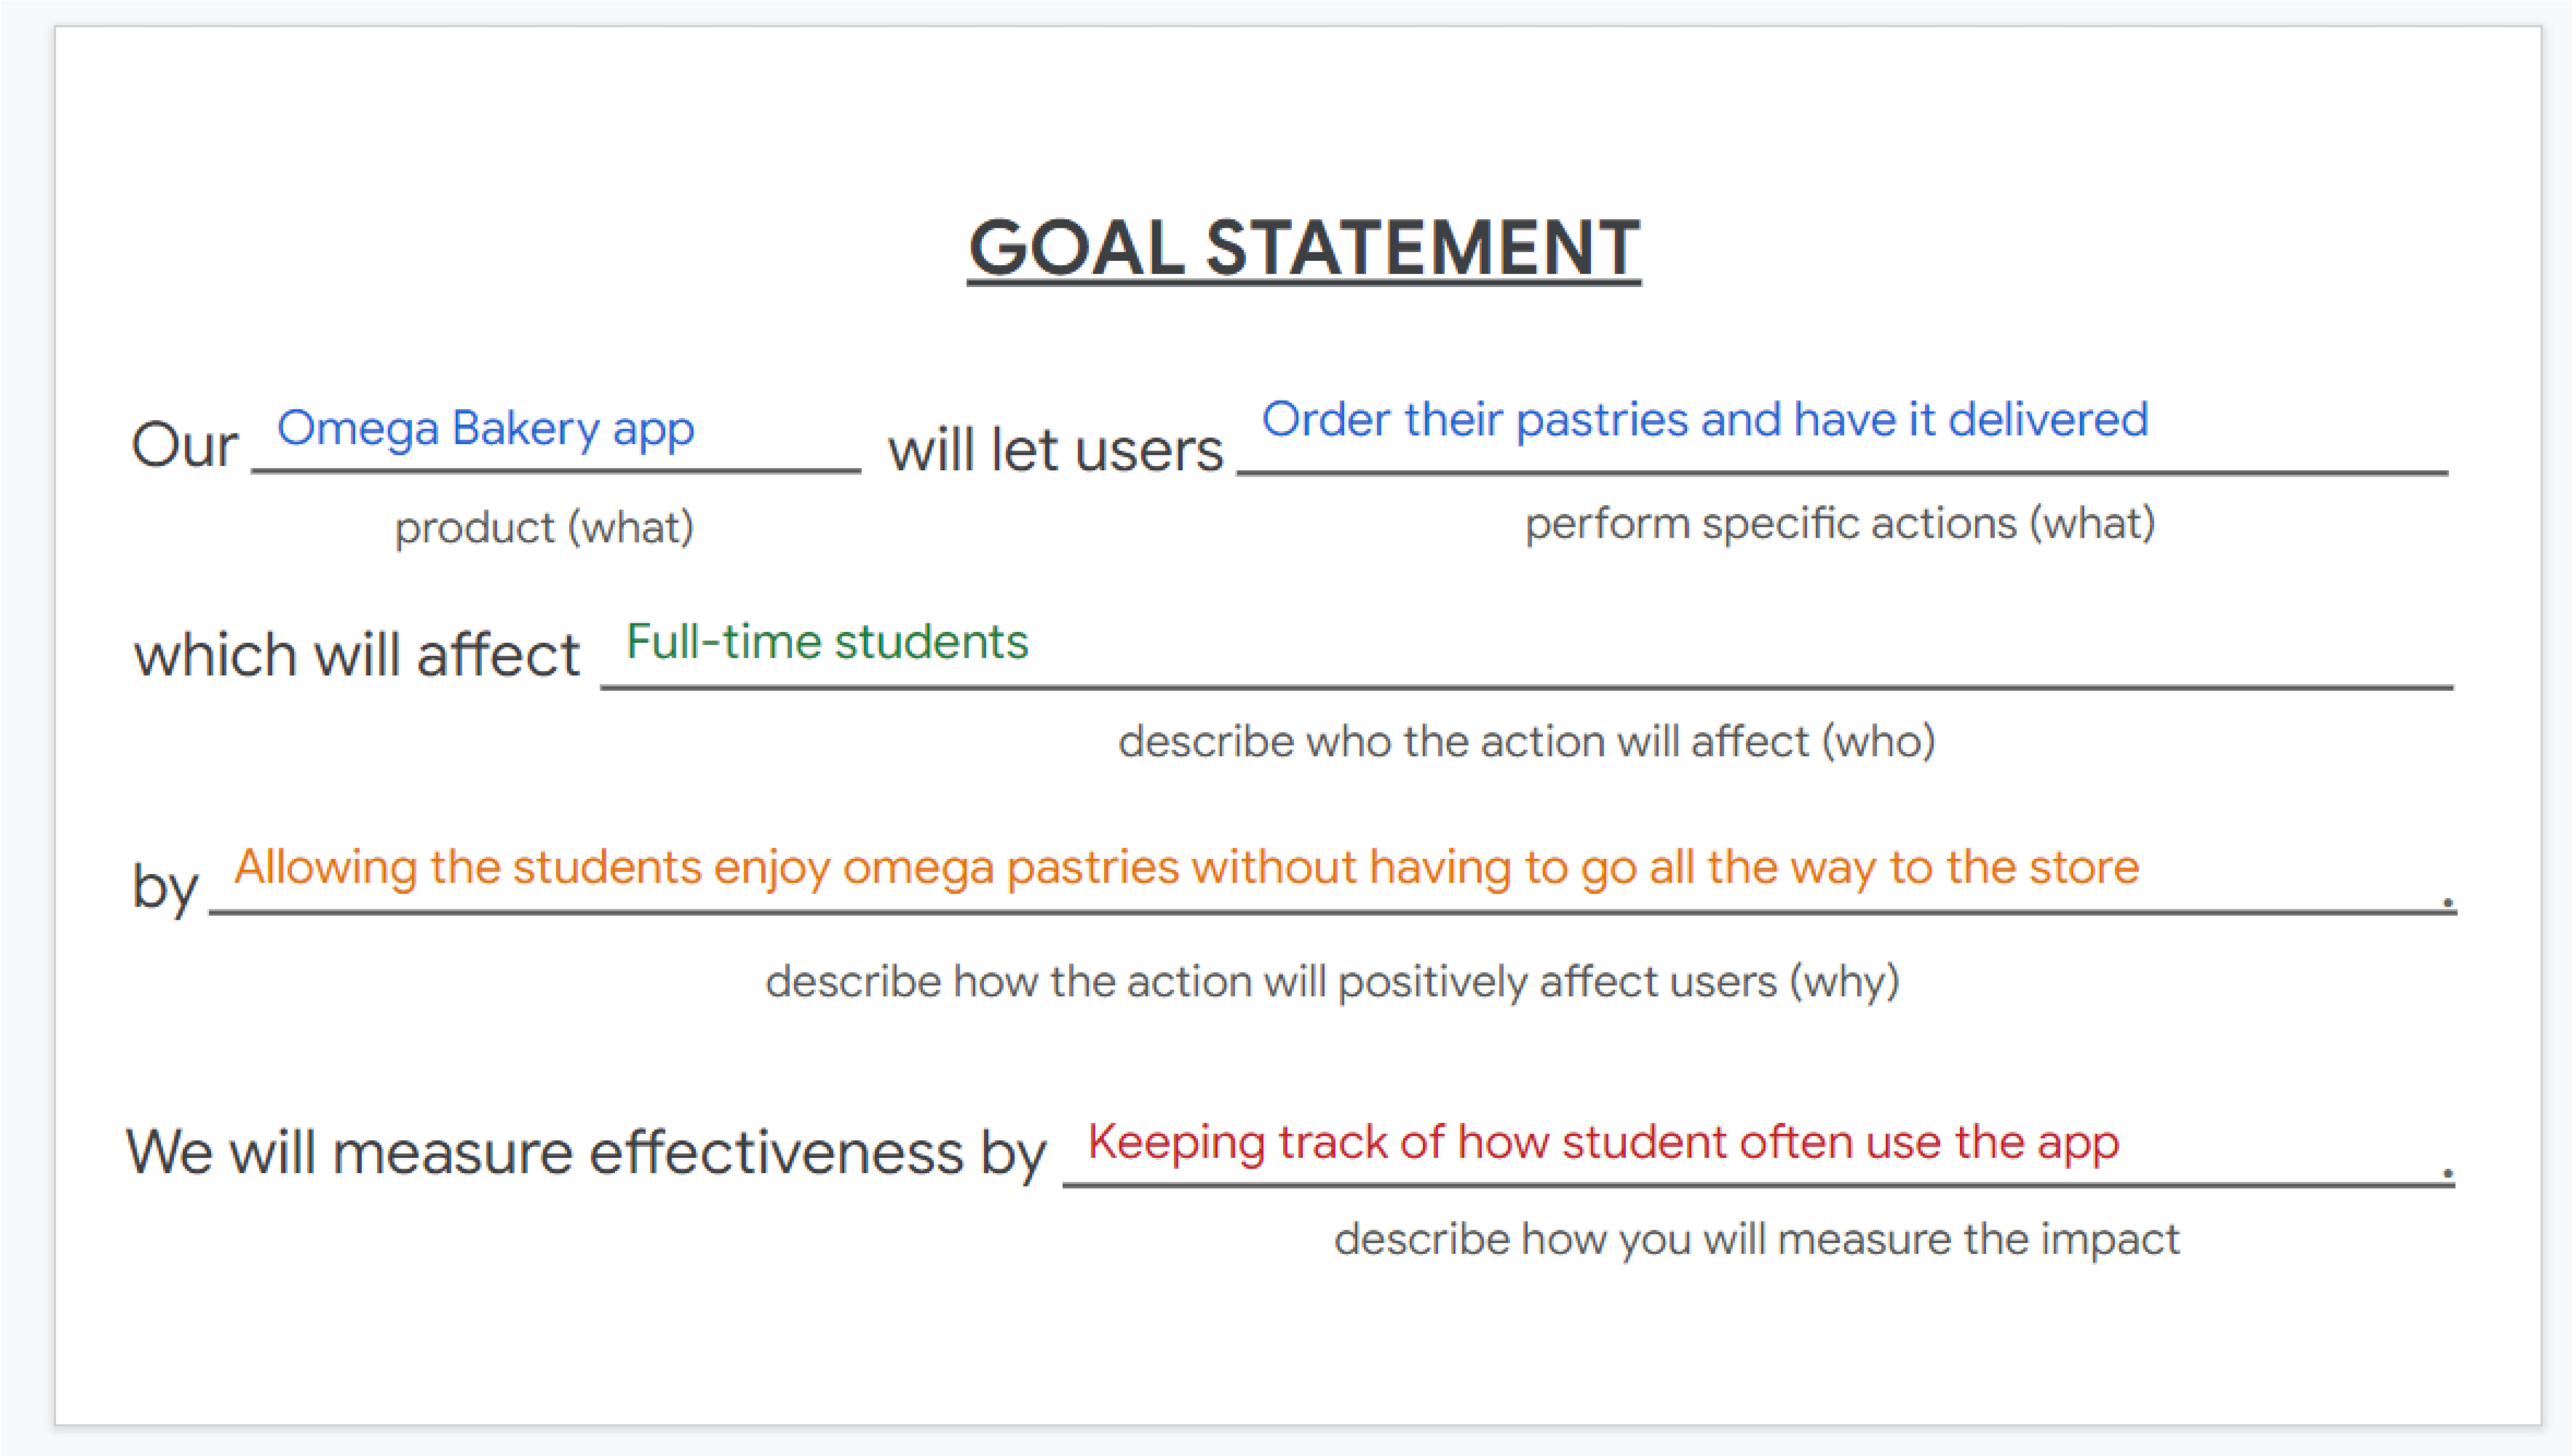 GOAL STATEMENT
Our Omega Bakery app will let users Order their pastries and have it delivered
product (what) perform specific actions (what)
which will affect Full-time students
describe who the action will affect (who)
by Allowing the students enjoy omega pastries without having to go all the way to the store .
describe how the action will positively affect users (why)
We will measure effectiveness by Keeping track of how student often use the app .
describe how you will measure the impact